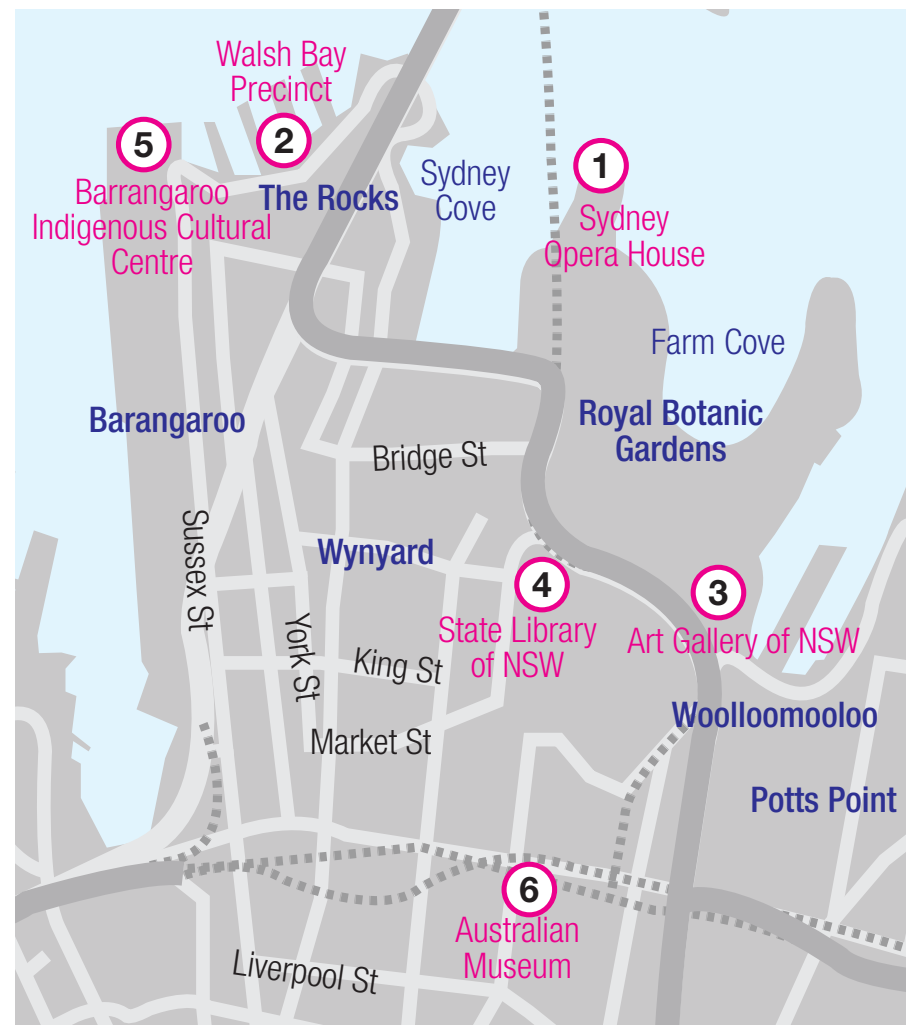 Walsh Bay
Precinct
5
2
1
Barrangaroo
Indigenous Cultural
Centre
The Rocks
Sydney
Cove
Sydney
Opera House
Farm Cove
Barangaroo
Royal Botanic
Gardens
Bridge St
Sussex St
Wynyard
4
State Library
of NSW
3
Art Gallery of NSW
York St
King St
Market St
Woolloomooloo
Potts Point
6
Australian
Museum
Liverpool St